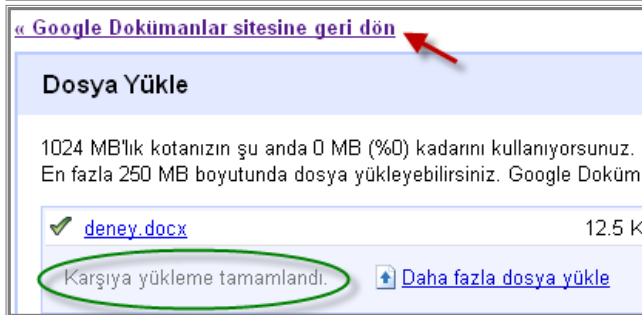 « Google Dokümanlar sitesine geri dön
Dosya Yükle
1024 MB'lık kotanızın şu anda 0 MB (%0) kadarını kullanıyorsunuz.
En fazla 250 MB boyutunda dosya yükleyebilirsiniz. Google Doküm
deney.docx 12.5 K
Karşıya yükleme tamamlandı. Daha fazla dosya yükle